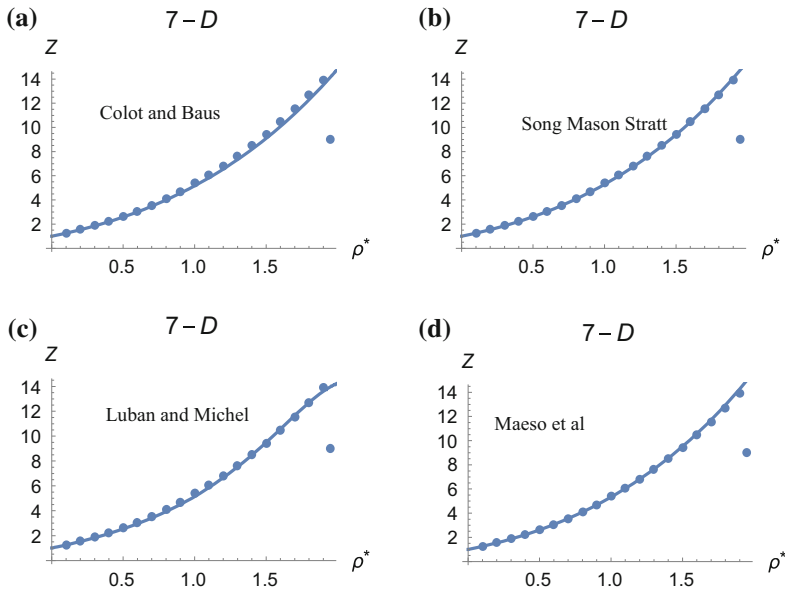 (a)
7 – D
Z
14
12
10
8
6
4
2
Colot and Baus
0.5 1.0 1.5
ρ*
(b)
7 – D
Z
14
12
10
8
6
4
2
Song Mason Stratt
0.5 1.0 1.5
ρ*
(c)
7 – D
Z
14
12
10
8
6
4
2
Luban and Michel
0.5 1.0 1.5
ρ*
(d)
7 – D
Z
14
12
10
8
6
4
2
Maeso et al
0.5 1.0 1.5
ρ*